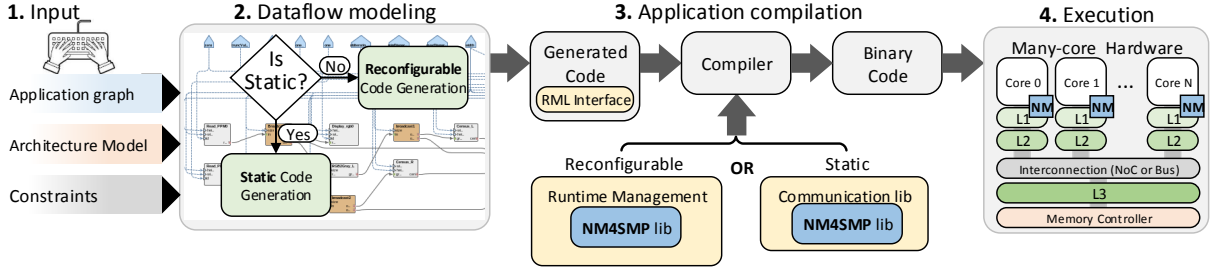 1. Input
Application graph
Architecture Model
Constraints
2. Dataflow modeling
Is
Static?
No
Reconfigurable
Code Generation
Yes
Static Code
Generation
3. Application compilation
Generated
Code
RML Interface
Compiler
Binary
Code
Reconfigurable
OR
Static
Runtime Management
NM4SMP lib
Communication lib
NM4SMP lib
4. Execution
Many-core Hardware
Core 0
Core 1
...
Core N
NM
NM
NM
L1
L1
L1
L2
L2
L2
Interconnection (NoC or Bus)
L3
Memory Controller